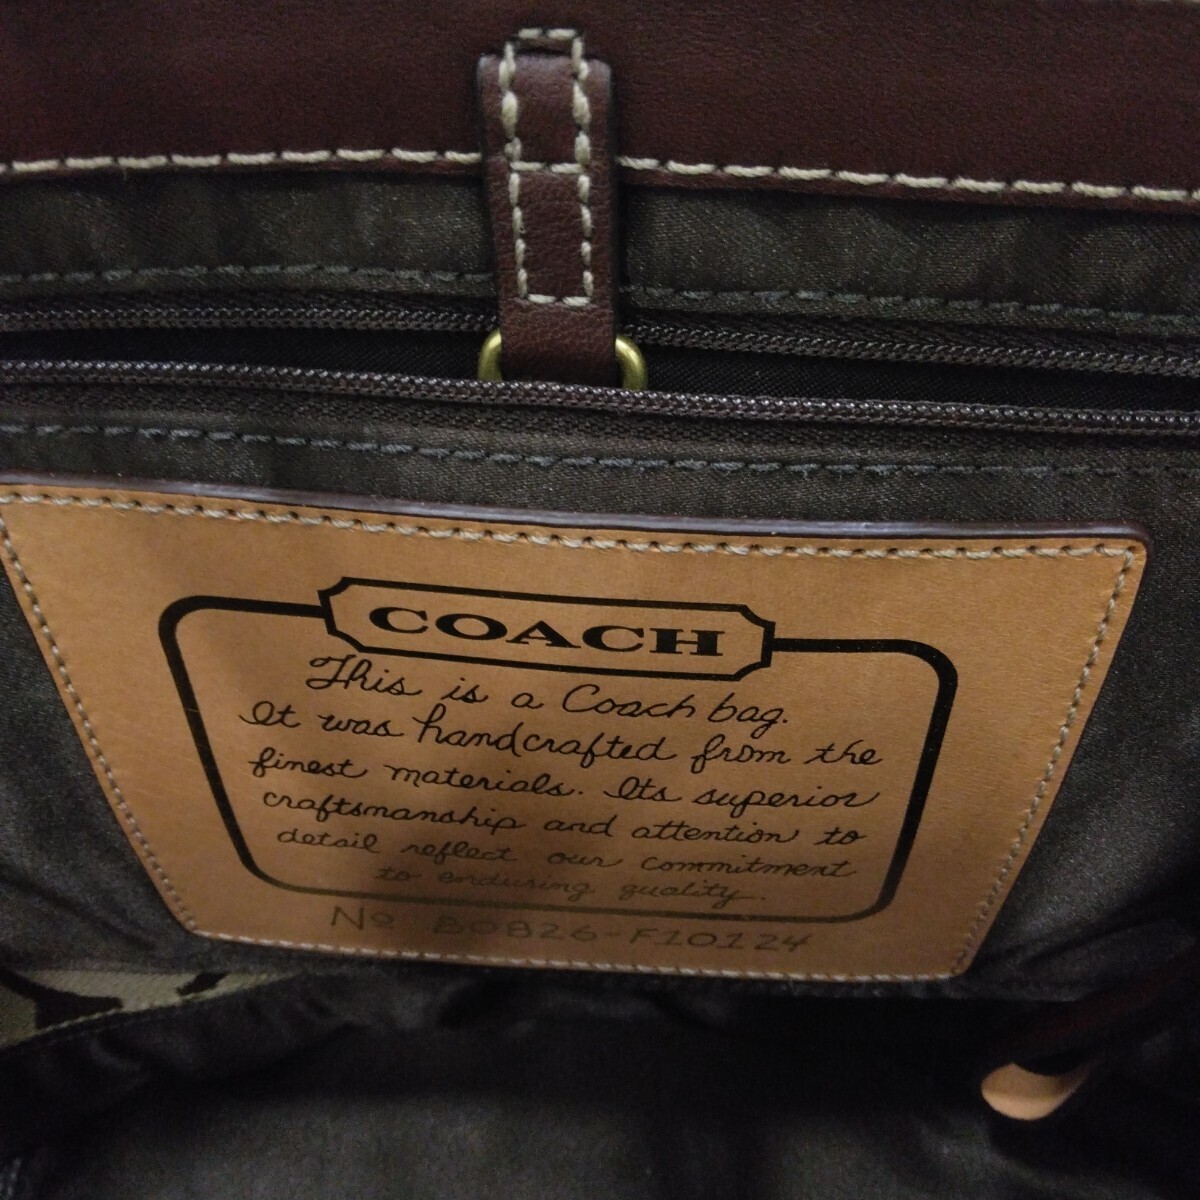 COACH
This is a Coach bag.
It was handcrafted from the
finest materials. Its superior
craftsmanship and attention to
detail reflect our commitment
to enduring quality.
No B0826-F10124